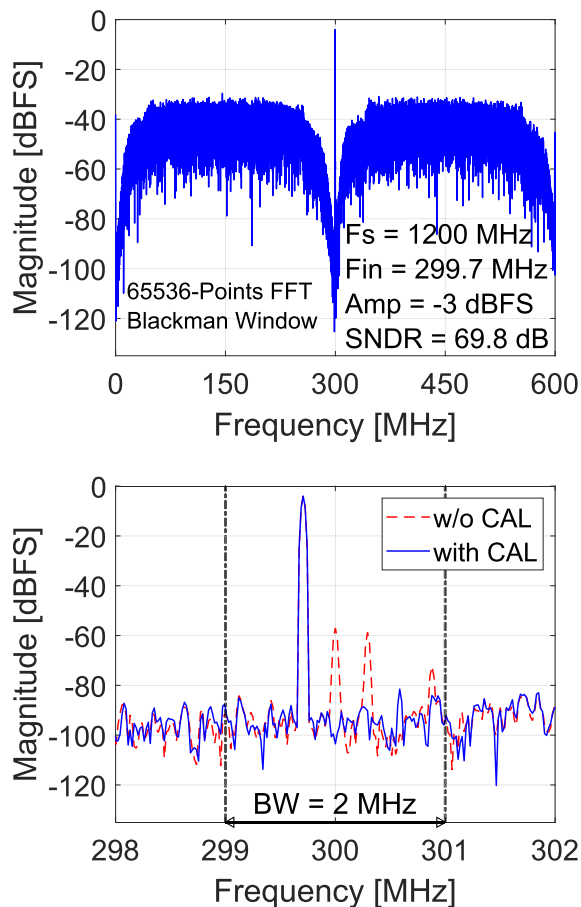 0
-20
-40
-60
-80
-100
-120
Magnitude [dBFS]
Fs = 1200 MHz
Fin = 299.7 MHz
Amp = -3 dBFS
SNDR = 69.8 dB
65536-Points FFT
Blackman Window
0 150 300 450 600
Frequency [MHz]
0
-20
-40
-60
-80
-100
-120
Magnitude [dBFS]
w/o CAL
with CAL
BW = 2 MHz
298 299 300 301 302
Frequency [MHz]